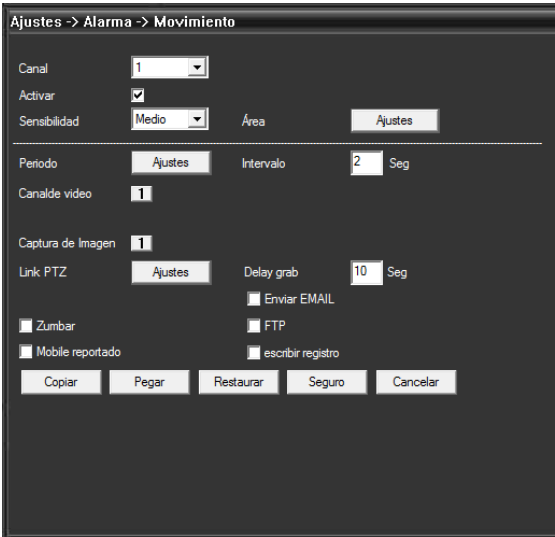 Ajustes -> Alarma -> Movimiento
Canal 1
Activar
Sensibilidad Medio Área Ajustes
Periodo Ajustes Intervalo 2 Seg
Canalde video 1
Captura de Imagen 1
Link PTZ Ajustes Delay grab 10 Seg
Enviar EMAIL
Zumbar FTP
Mobile reportado escribir registro
Copiar Pegar Restaurar Seguro Cancelar